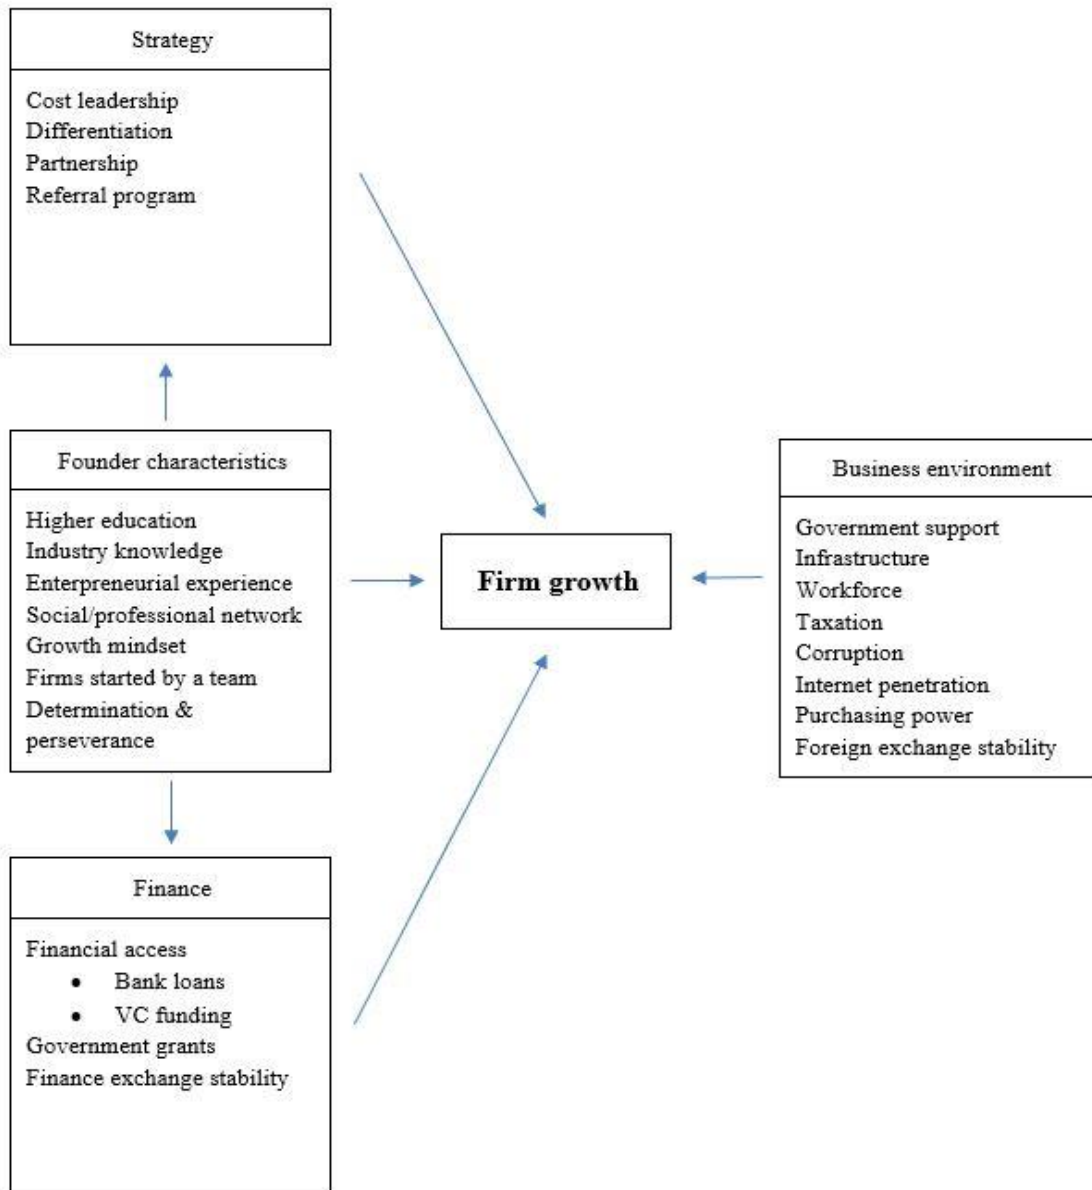 Strategy
Cost leadership
Differentiation
Partnership
Referral program
Founder characteristics
Higher education
Industry knowledge
Enterpreneurial experience
Social/professional network
Growth mindset
Firms started by a team
Determination &
perseverance
Firm growth
Business environment
Government support
Infrastructure
Workforce
Taxation
Corruption
Internet penetration
Purchasing power
Foreign exchange stability
Finance
Financial access
• Bank loans
• VC funding
Government grants
Finance exchange stability